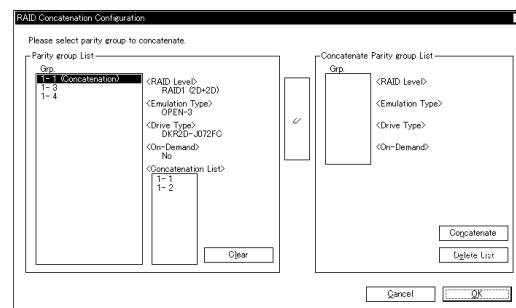 RAID Concatenation Configuration
Please select parity group to concatenate.
Parity group List
Grp.
1- 1 (Concatenation)
1- 3
1- 4
<RAID Level>
RAID1 (2D+2D)
<Emulation Type>
OPEN-3
<Drive Type>
DKR2D-J072FC
<On-Demand>
No
<Concatenation List>
1- 1
1- 2
Clear
Concatenate Parity group List
Grp.
<RAID Level>
<Emulation Type>
<Drive Type>
<On-Demand>
Concatenate
Delete List
Cancel
OK